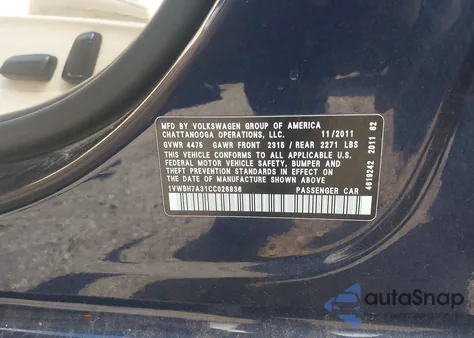 MFD. BY VOLKSWAGEN GROUP OF AMERICA
CHATTANOOGA OPERATIONS, LLC. 11/2011
GVWR 4475 GAWR FRONT 2315 / REAR 2271 LBS
THIS VEHICLE CONFORMS TO ALL APPLICABLE U.S.
FEDERAL MOTOR VEHICLE SAFETY, BUMPER AND
THEFT PREVENTION STANDARDS IN EFFECT ON THE
DATE OF MANUFACTURE SHOWN ABOVE
1VWBH7A31CC026836 PASSENGER CAR
4618242 2011 02
autoSnap